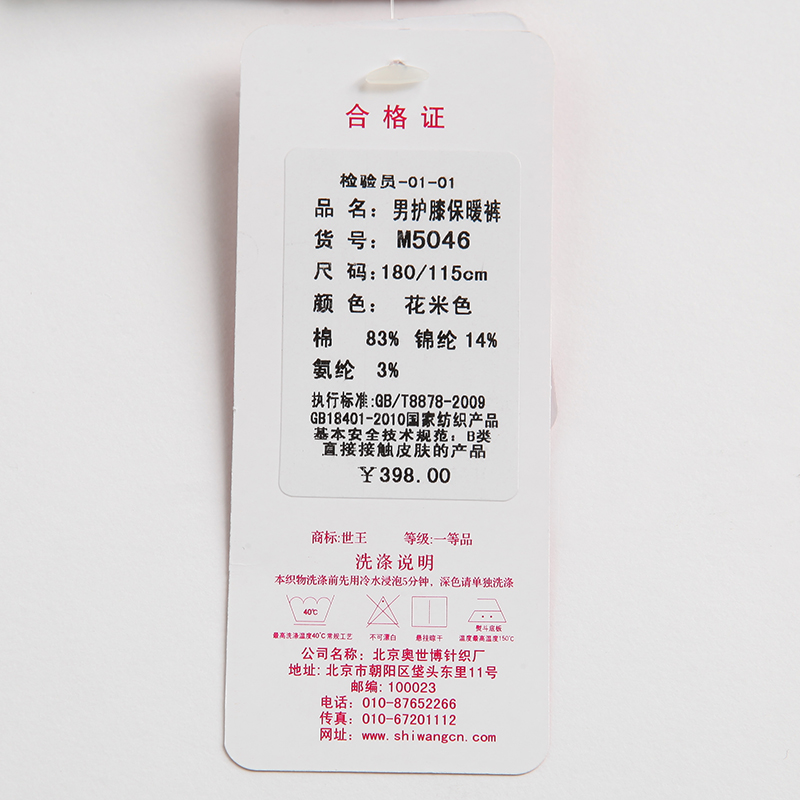 合格证
检验员-01-01
品 名：男护膝保暖裤
货 号：M5046
尺 码：180/115cm
颜 色：花米色
棉 83% 锦纶 14%
氨纶 3%
执行标准:GB/T8878-2009
GB18401-2010国家纺织产品
基本安全技术规范：B类
直接接触皮肤的产品
￥398.00
商标:世王 等级:一等品
洗涤说明
本织物洗涤前先用冷水浸泡5分钟，深色请单独洗涤
40℃
最高洗涤温度40℃常规工艺 不可漂白 悬挂晾干 熨斗底板
温度最高温度150℃
公司名称：北京奥世博针织厂
地址：北京市朝阳区垡头东里11号
邮编：100023
电话：010-87652266
传真：010-67201112
网址：www.shiwangcn.com